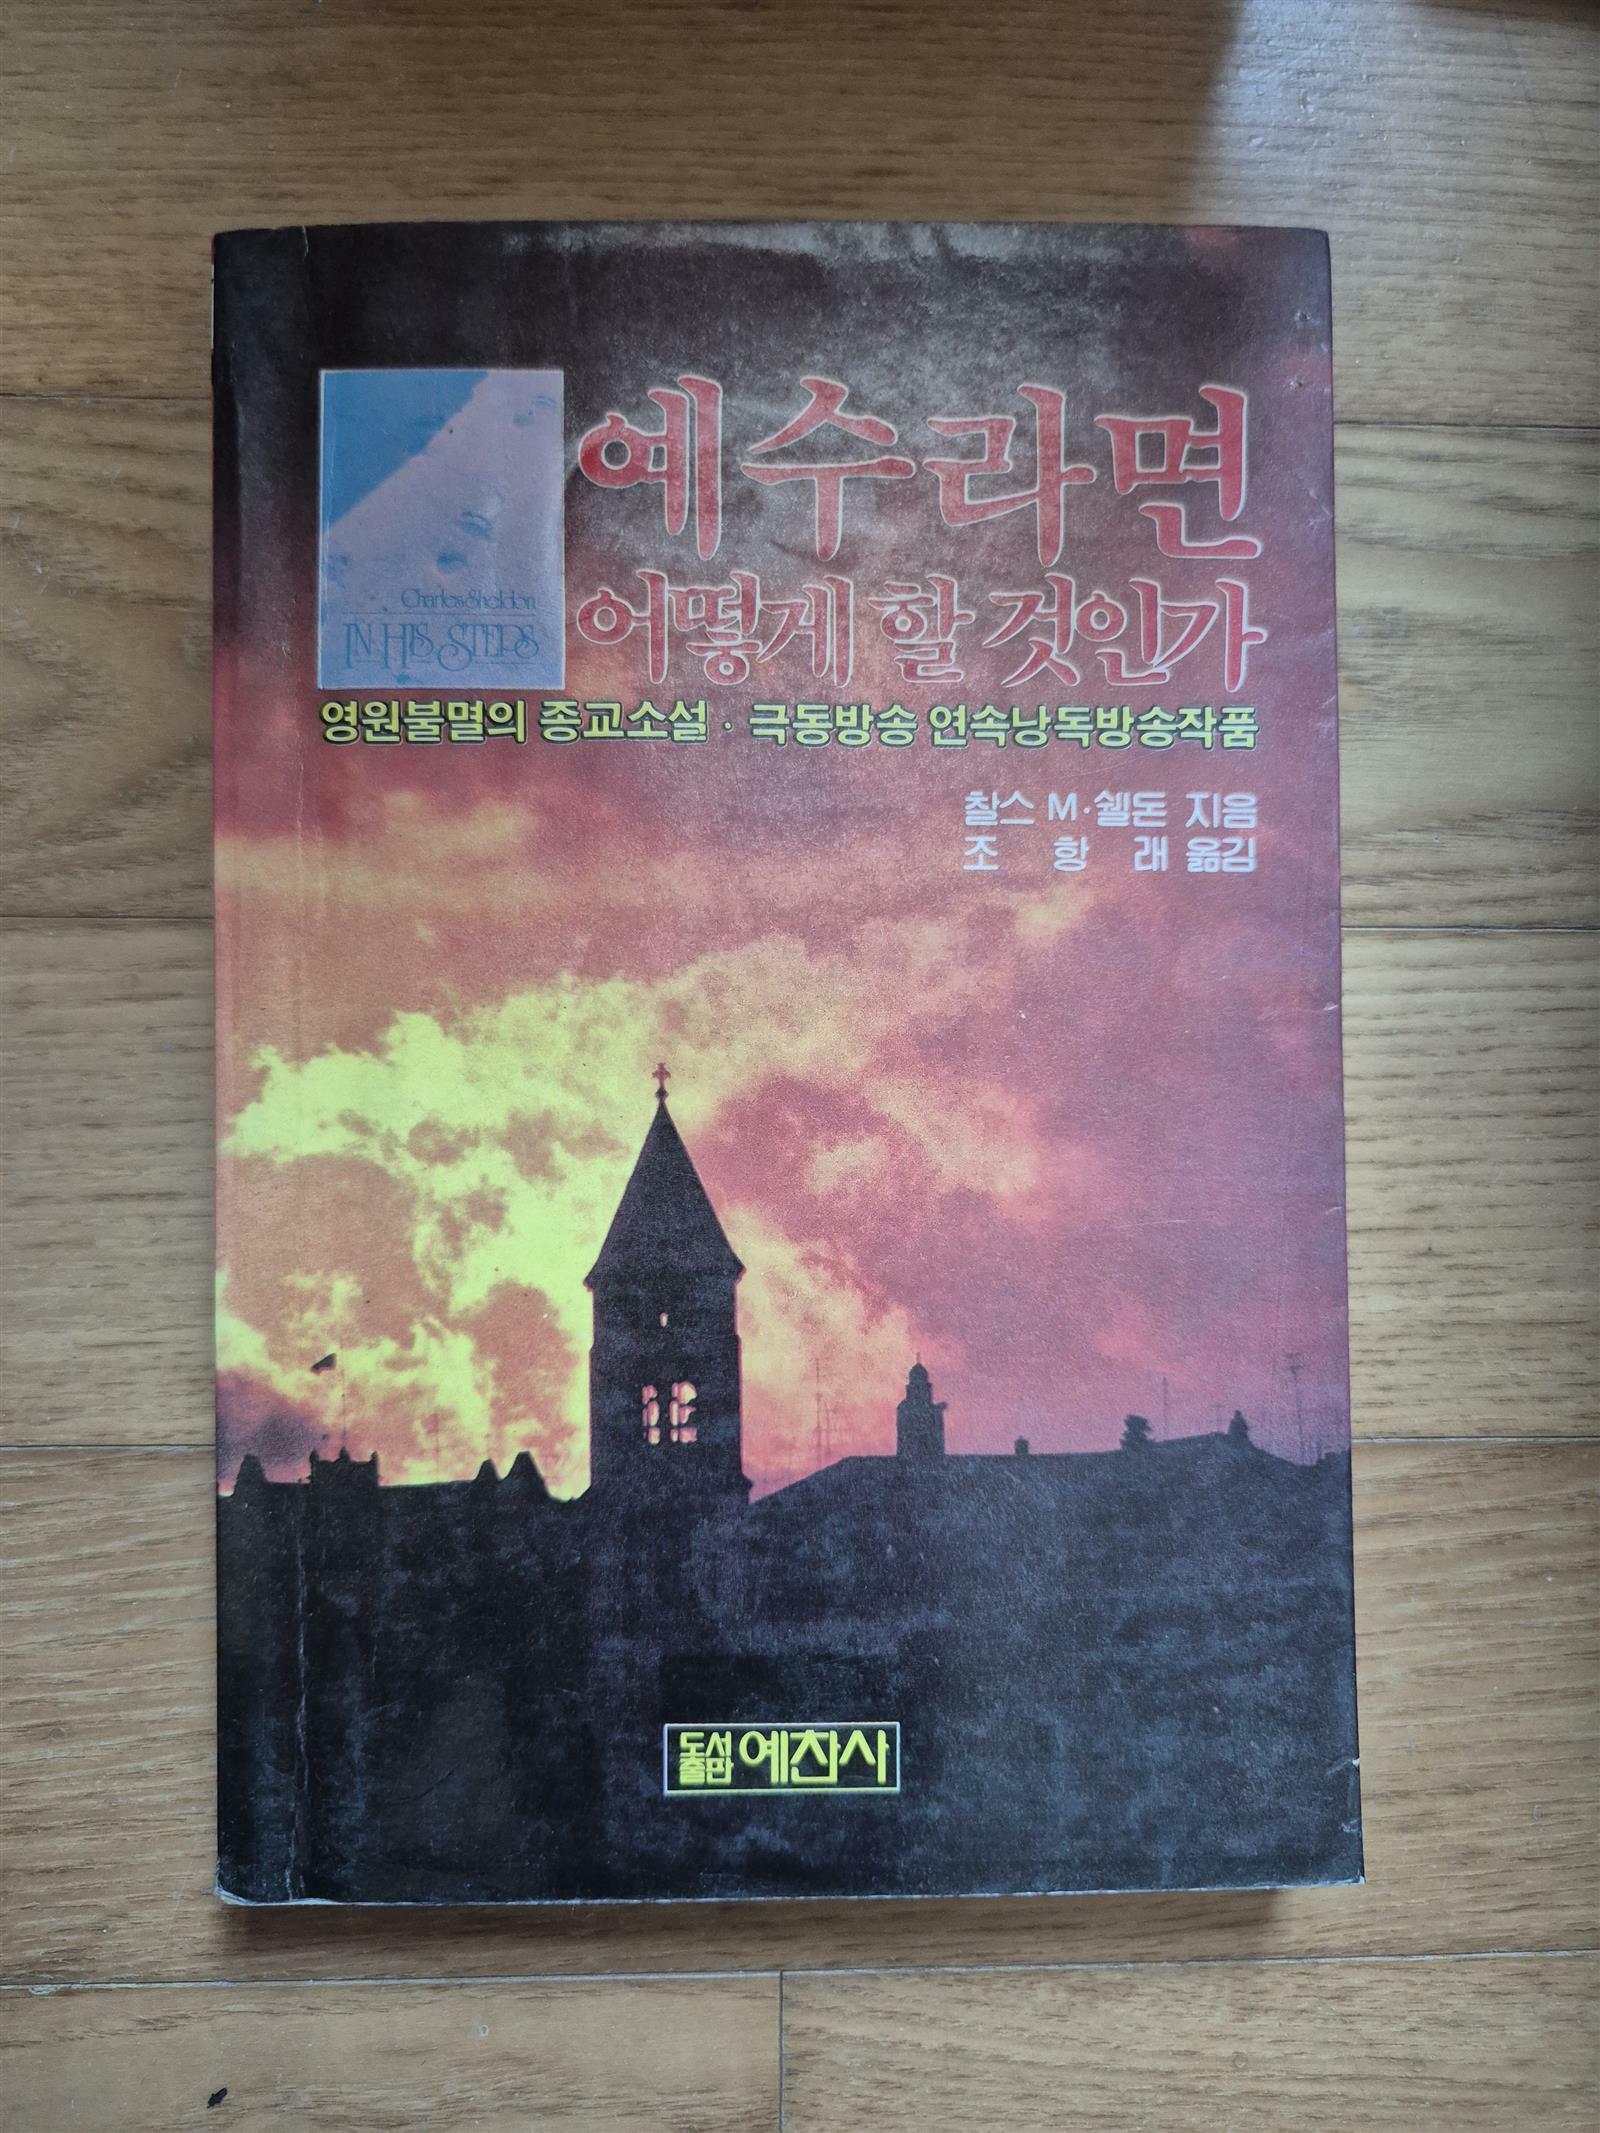 예수라면
어떻게 할 것인가
Charles Sheldon
IN HIS STEPS
영원불멸의 종교소설 · 극동방송 연속낭독방송작품
찰스 M·쉘돈 지음
조 항 래 옮김
도서출판 예찬사